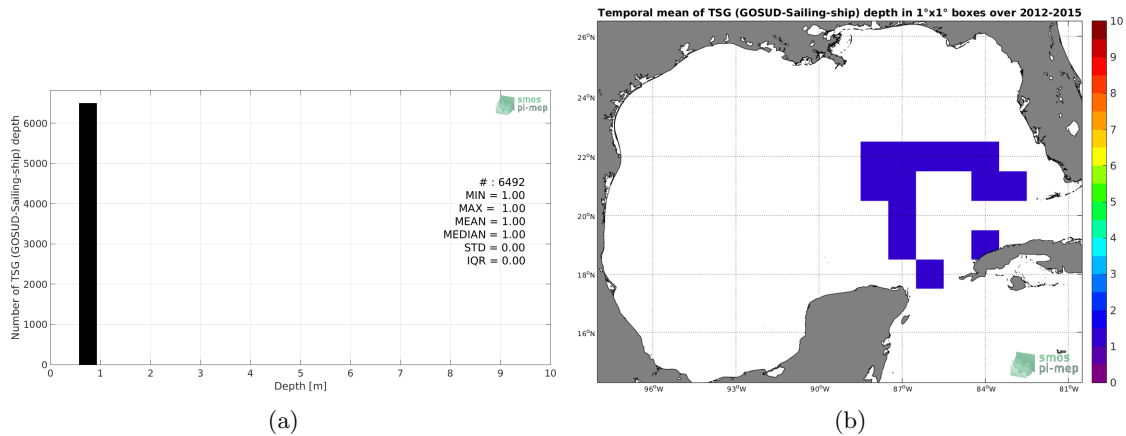 Number of TSG (GOSUD-Sailing-ship) depth
6000
5000
4000
3000
2000
1000
0
0 1 2 3 4 5 6 7 8 9 10
Depth [m]
smos
pi-mep
# : 6492
MIN = 1.00
MAX = 1.00
MEAN = 1.00
MEDIAN = 1.00
STD = 0.00
IQR = 0.00
(a)
Temporal mean of TSG (GOSUD-Sailing-ship) depth in 1°x1° boxes over 2012-2015
26°N
24°N
22°N
20°N
18°N
16°N
96°W 93°W 90°W 87°W 84°W 81°W
smos
pi-mep
10
9
8
7
6
5
4
3
2
1
0
(b)